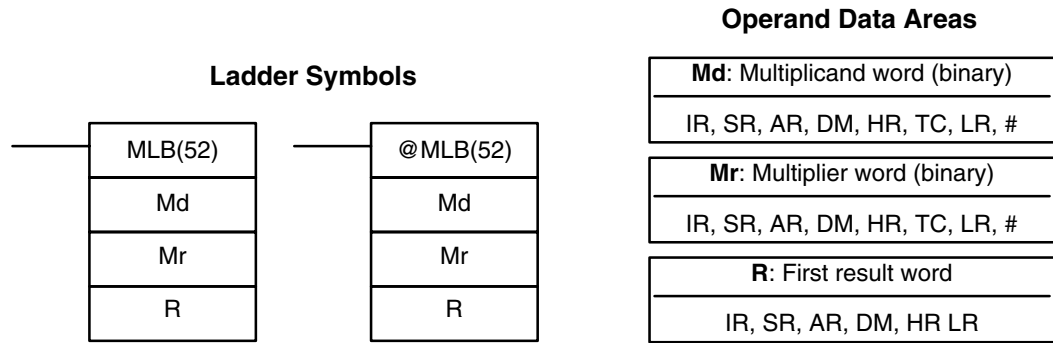 Ladder Symbols
MLB(52)
Md
Mr
R
@MLB(52)
Md
Mr
R
Operand Data Areas
Md: Multiplicand word (binary)
IR, SR, AR, DM, HR, TC, LR, #
Mr: Multiplier word (binary)
IR, SR, AR, DM, HR, TC, LR, #
R: First result word
IR, SR, AR, DM, HR LR